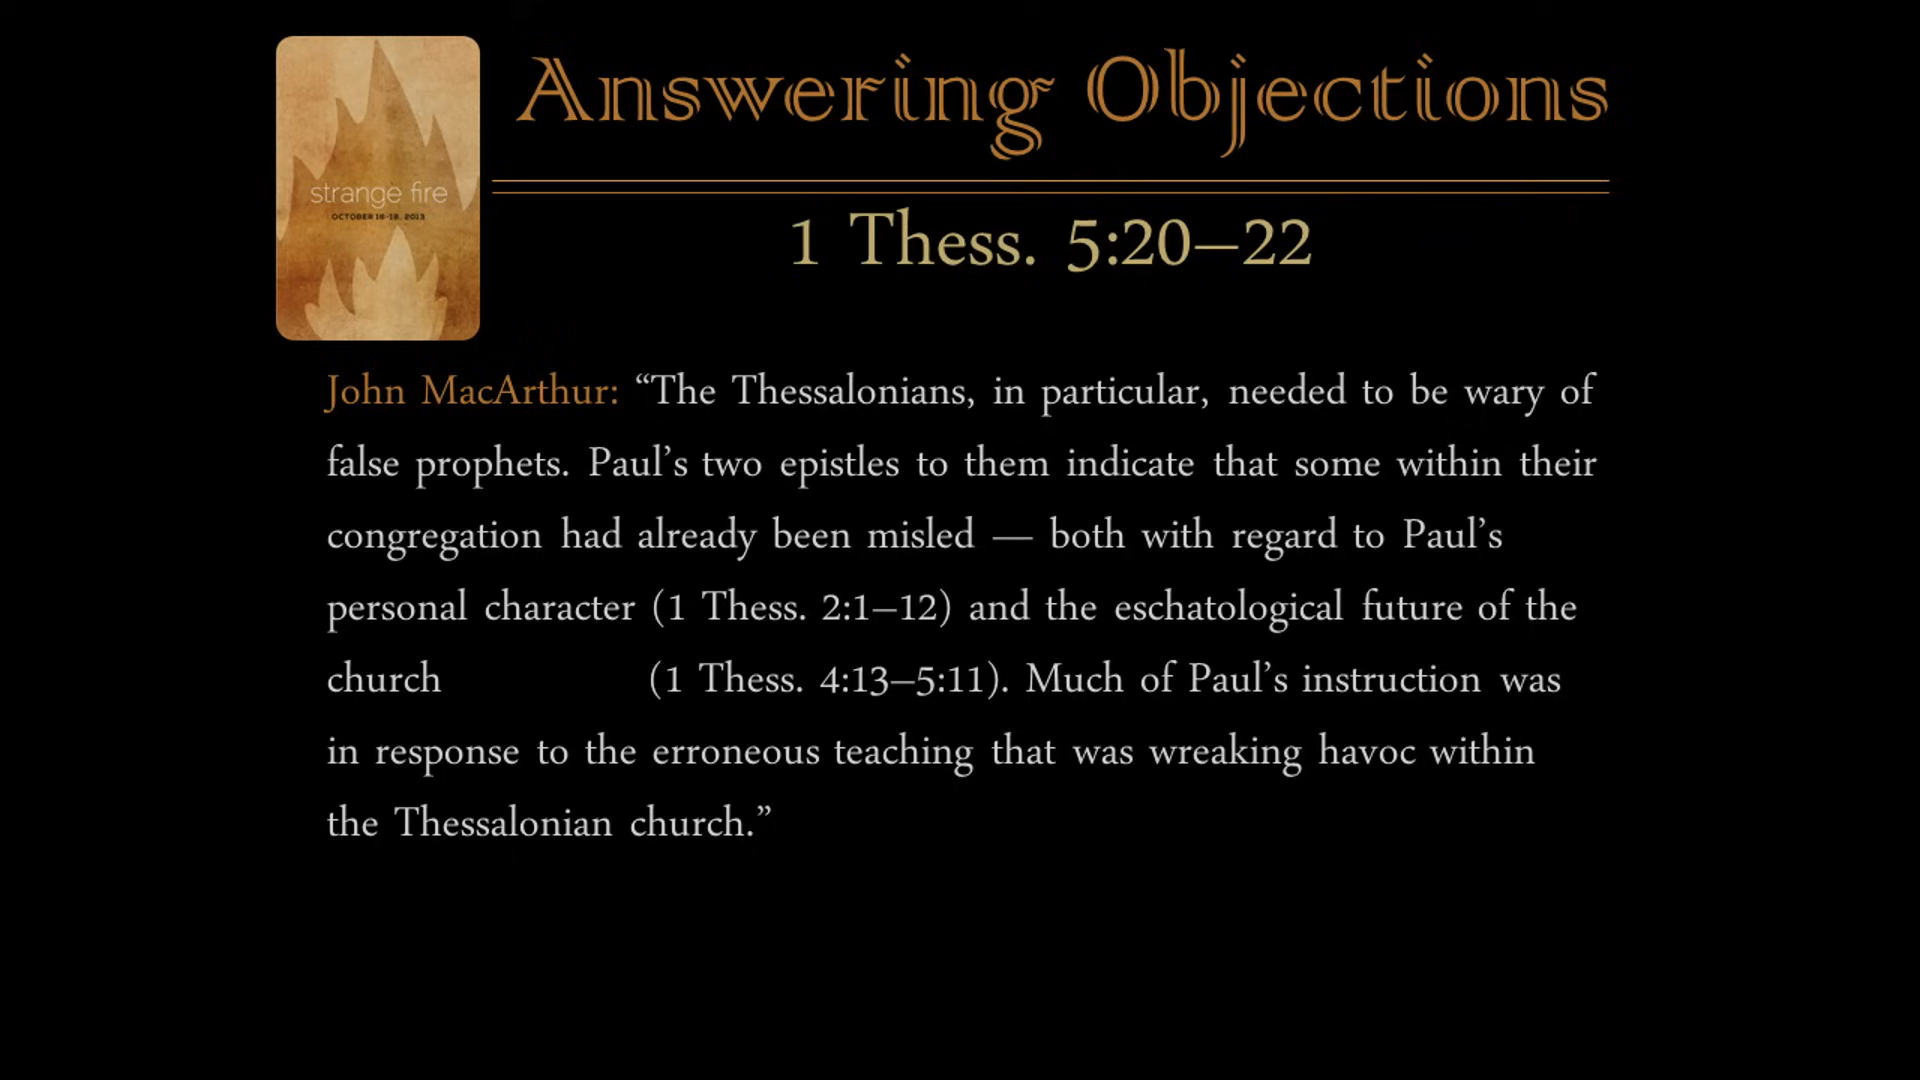 Answering Objections
strange fire
OCTOBER 16-18, 2013
1 Thess. 5:20–22
John MacArthur: “The Thessalonians, in particular, needed to be wary of
false prophets. Paul’s two epistles to them indicate that some within their
congregation had already been misled — both with regard to Paul’s
personal character (1 Thess. 2:1–12) and the eschatological future of the
church (1 Thess. 4:13–5:11). Much of Paul’s instruction was
in response to the erroneous teaching that was wreaking havoc within
the Thessalonian church.”